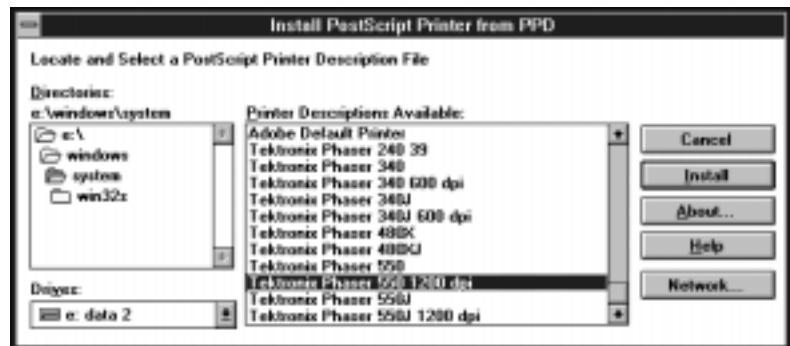 Install PostScript Printer from PPD
Locate and Select a PostScript Printer Description File
Directories:
e:\windows\system
e:\
windows
system
win32s
Drives:
e: data 2
Printer Descriptions Available:
Adobe Default Printer
Tektronix Phaser 240 39
Tektronix Phaser 340
Tektronix Phaser 340 600 dpi
Tektronix Phaser 340J
Tektronix Phaser 340J 600 dpi
Tektronix Phaser 480X
Tektronix Phaser 480XJ
Tektronix Phaser 550
Tektronix Phaser 550 1200 dpi
Tektronix Phaser 550J
Tektronix Phaser 550J 1200 dpi
Cancel
Install
About...
Help
Network...